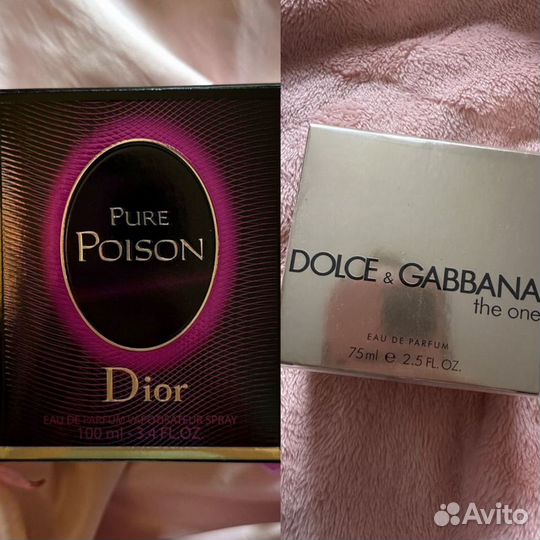 PURE
POISON
Dior
EAU DE PARFUM VAPORISATEUR SPRAY
100 ml - 3.4 FL.OZ.
DOLCE & GABBANA
the one
EAU DE PARFUM
75ml e 2.5 FL.OZ.
Avito